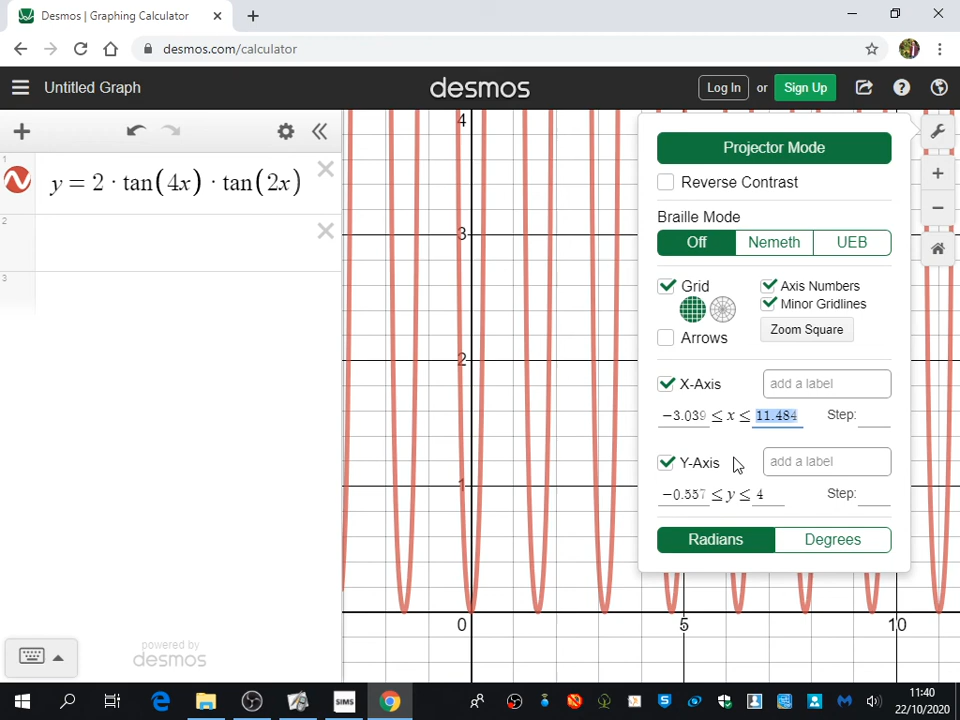 Desmos | Graphing Calculator
desmos.com/calculator
Untitled Graph
desmos
Log In or Sign Up
1
y = 2 · tan(4x) · tan(2x)
2
3
powered by
desmos
4
3
2
1
0
5
10
Projector Mode
Reverse Contrast
Braille Mode
Off Nemeth UEB
Grid
Axis Numbers
Minor Gridlines
Arrows
Zoom Square
X-Axis add a label
−3.039 ≤ x ≤ 11.484 Step:
Y-Axis add a label
−0.557 ≤ y ≤ 4 Step:
Radians Degrees
SIMS
11:40
22/10/2020